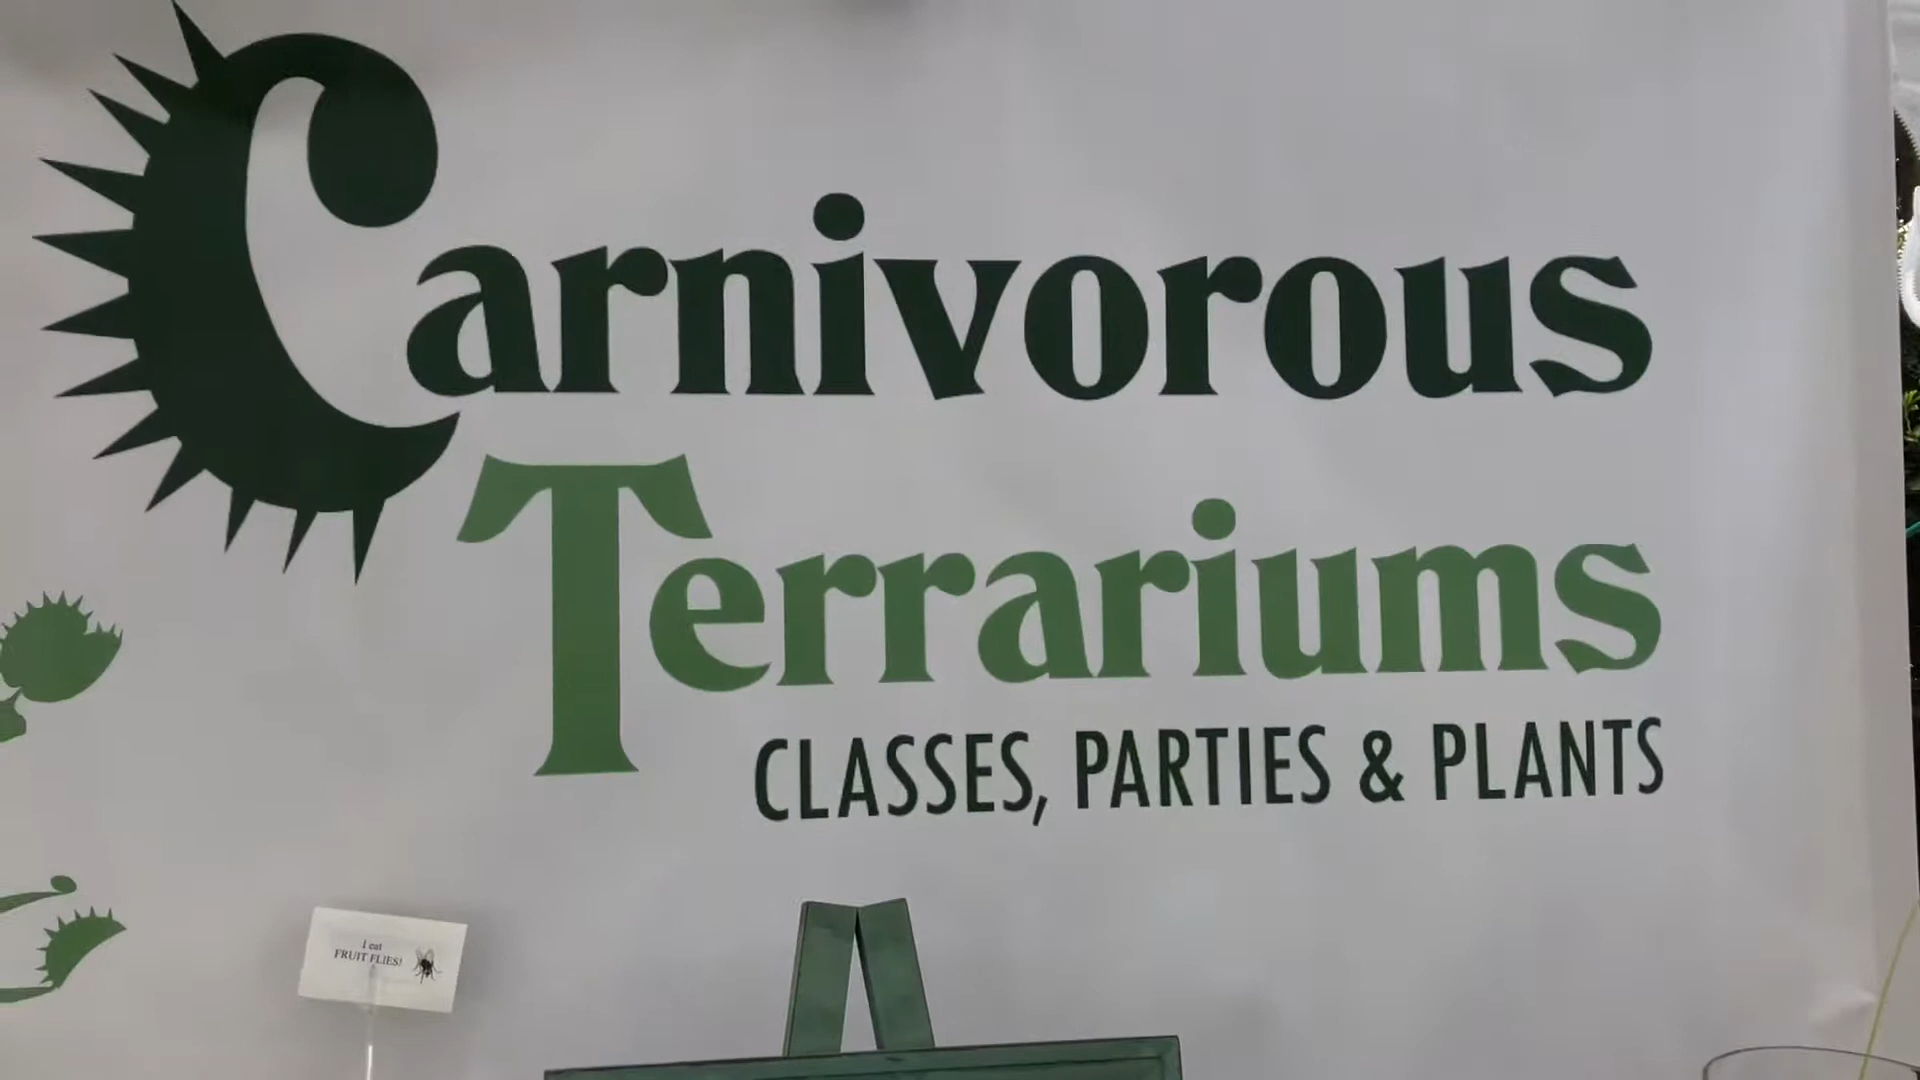 Carnivorous
Terrariums
CLASSES, PARTIES & PLANTS
I eat
FRUIT FLIES!